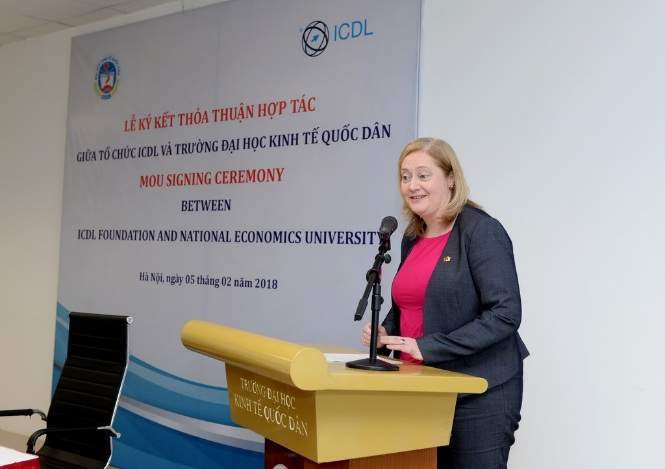 ICDL
LỄ KÝ KẾT THỎA THUẬN HỢP TÁC
GIỮA TỔ CHỨC ICDL VÀ TRƯỜNG ĐẠI HỌC KINH TẾ QUỐC DÂN
MOU SIGNING CEREMONY
BETWEEN
ICDL FOUNDATION AND NATIONAL ECONOMICS UNIVERSITY
Hà Nội, ngày 05 tháng 02 năm 2018
TRƯỜNG ĐẠI HỌC
KINH TẾ QUỐC DÂN